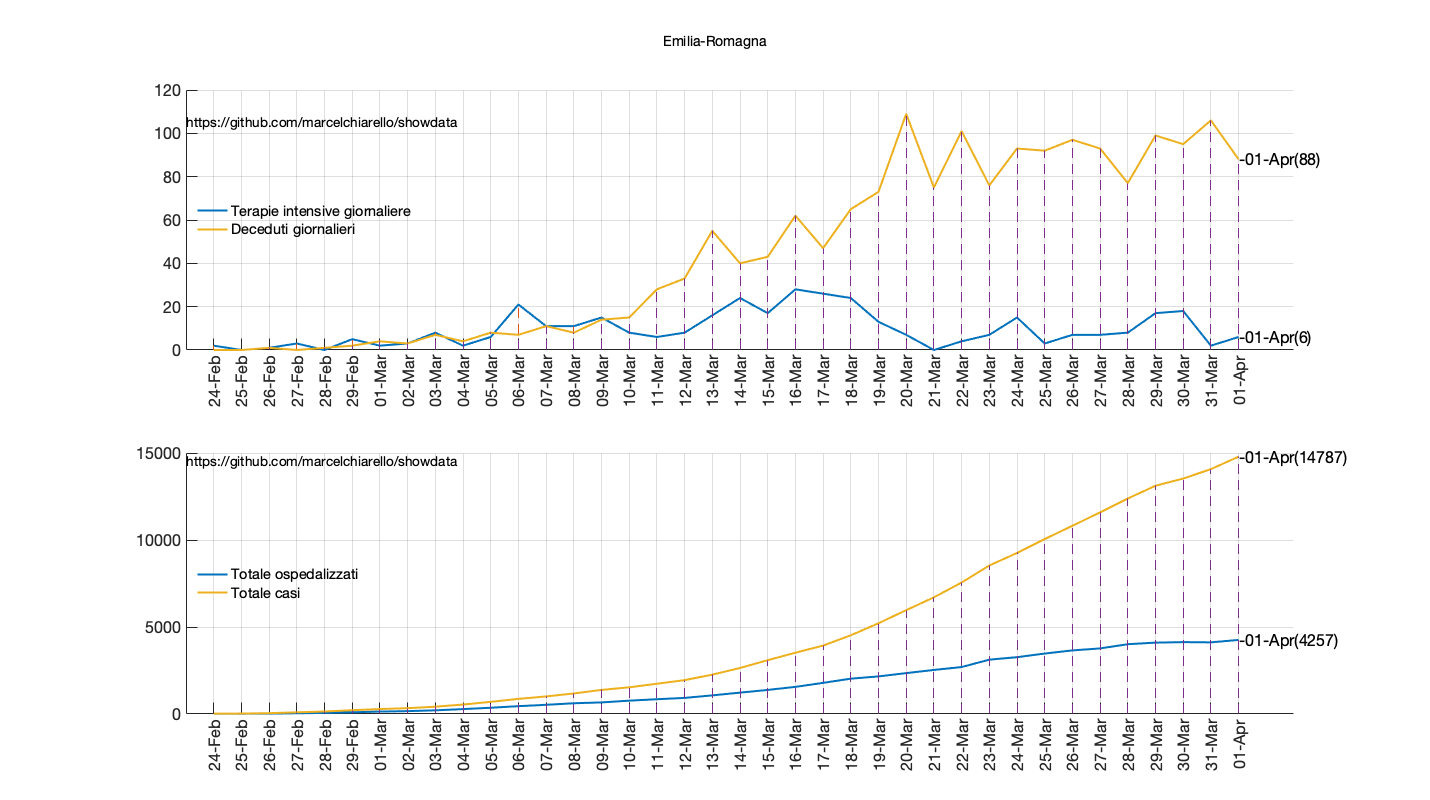 Emilia-Romagna
120
https://github.com/marcelchiarello/showdata
100
-01-Apr(88)
80
Terapie intensive giornaliere
60
Deceduti giornalieri
40
20
-01-Apr(6)
0
24-Feb 25-Feb 26-Feb 27-Feb 28-Feb 29-Feb 01-Mar 02-Mar 03-Mar 04-Mar 05-Mar 06-Mar 07-Mar 08-Mar 09-Mar 10-Mar 11-Mar 12-Mar 13-Mar 14-Mar 15-Mar 16-Mar 17-Mar 18-Mar 19-Mar 20-Mar 21-Mar 22-Mar 23-Mar 24-Mar 25-Mar 26-Mar 27-Mar 28-Mar 29-Mar 30-Mar 31-Mar 01-Apr
15000
https://github.com/marcelchiarello/showdata
-01-Apr(14787)
10000
Totale ospedalizzati
Totale casi
5000
-01-Apr(4257)
0
24-Feb 25-Feb 26-Feb 27-Feb 28-Feb 29-Feb 01-Mar 02-Mar 03-Mar 04-Mar 05-Mar 06-Mar 07-Mar 08-Mar 09-Mar 10-Mar 11-Mar 12-Mar 13-Mar 14-Mar 15-Mar 16-Mar 17-Mar 18-Mar 19-Mar 20-Mar 21-Mar 22-Mar 23-Mar 24-Mar 25-Mar 26-Mar 27-Mar 28-Mar 29-Mar 30-Mar 31-Mar 01-Apr